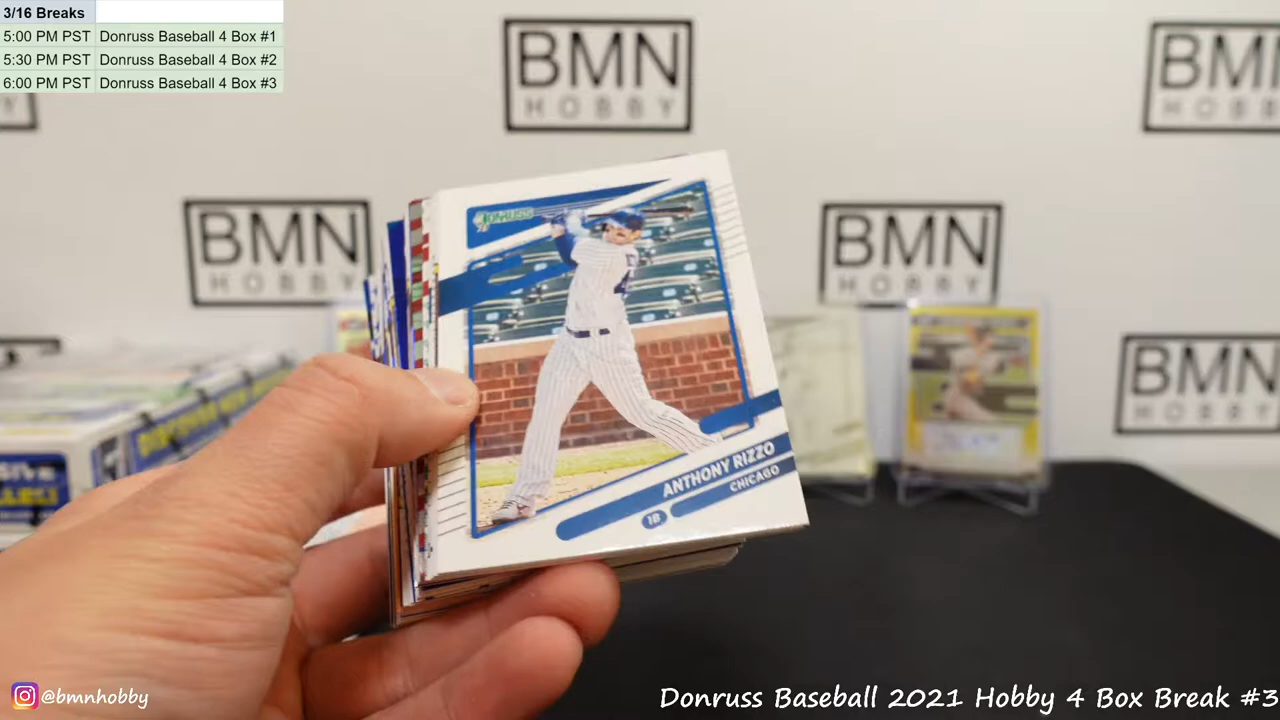 3/16 Breaks
5:00 PM PST Donruss Baseball 4 Box #1
5:30 PM PST Donruss Baseball 4 Box #2
6:00 PM PST Donruss Baseball 4 Box #3
BMN
HOBBY
BMN
HOBBY
BMN
HOBBY
BMN
HOBBY
BMN
DONRUSS
ANTHONY RIZZO
CHICAGO
1B
@bmnhobby
Donruss Baseball 2021 Hobby 4 Box Break #3